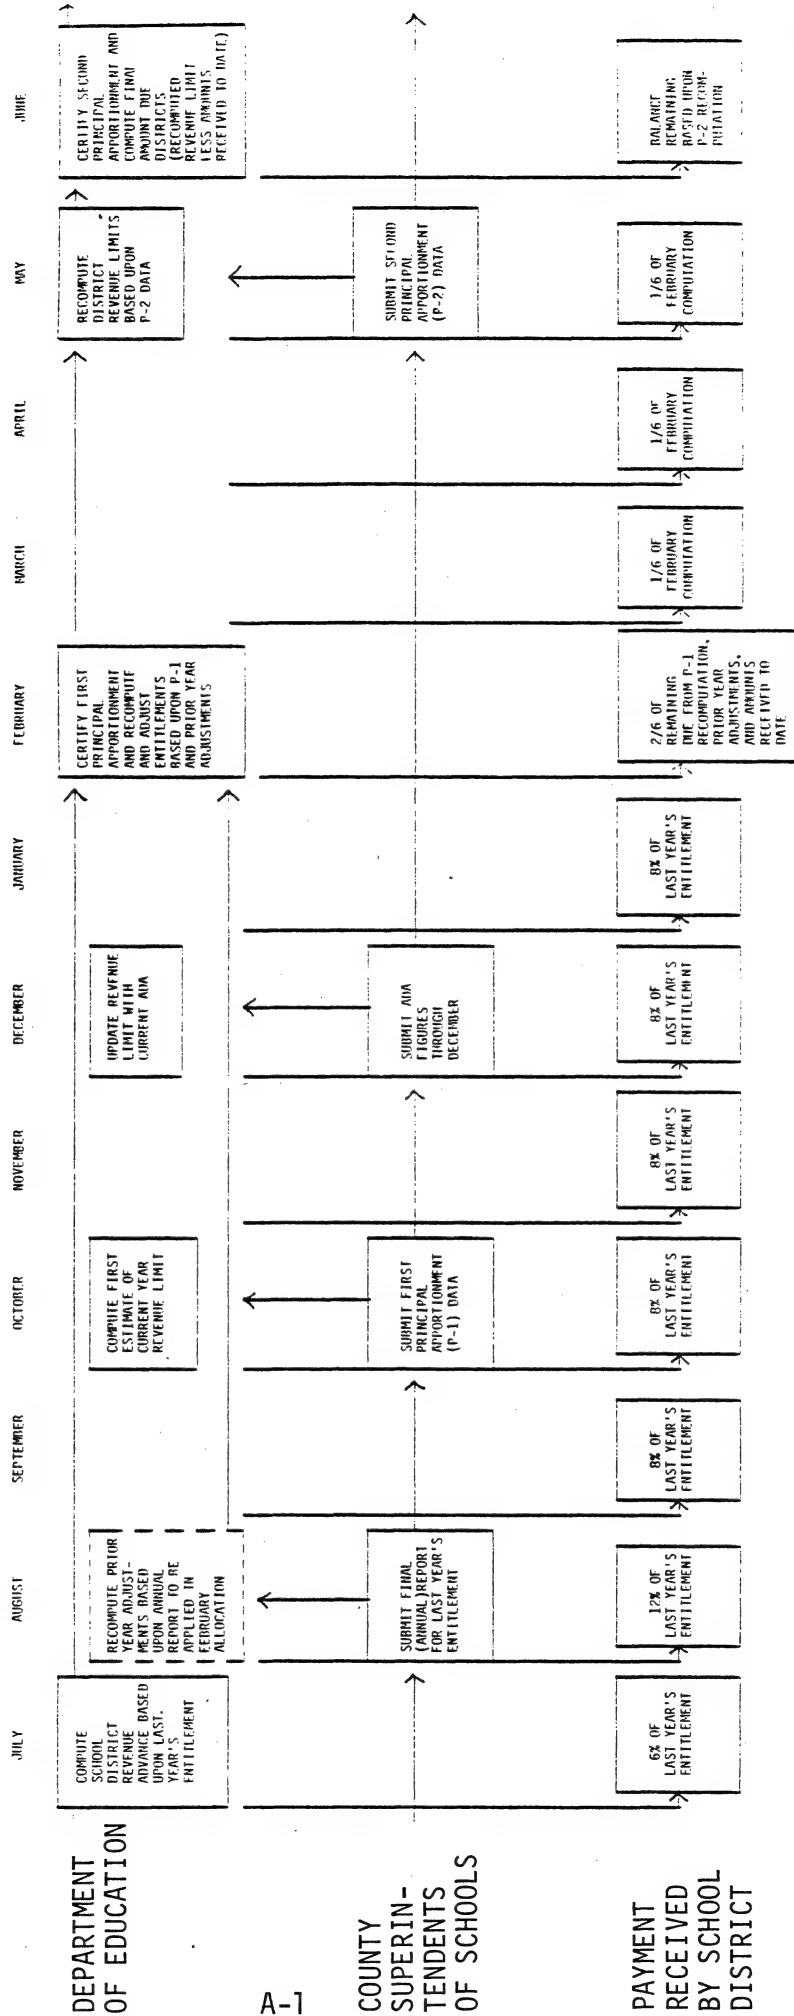 JULY
AUGUST
SEPTEMBER
OCTOBER
NOVEMBER
DECEMBER
JANUARY
FEBRUARY
MARCH
APRIL
MAY
JUNE
DEPARTMENT
OF EDUCATION
COMPUTE
SCHOOL
DISTRICT
REVENUE
ADVANCE BASED
UPON LAST.
YEAR'S
ENTITLEMENT
RECOMPUTE PRIOR
YEAR ADJUST-
MENTS BASED
UPON ANNUAL
REPORT TO BE
APPLIED IN
FEBRUARY
ALLOCATION
COMPUTE FIRST
ESTIMATE OF
CURRENT YEAR
REVENUE LIMIT
UPDATE REVENUE
LIMIT WITH
CURRENT ADA
CERTIFY FIRST
PRINCIPAL
APPORTIONMENT
AND RECOMPUTE
AND ADJUST
ENTITLEMENTS
BASED UPON P-1
AND PRIOR YEAR
ADJUSTMENTS
RECOMPUTE
DISTRICT
REVENUE LIMITS
BASED UPON
P-2 DATA
CERTIFY SECOND
PRINCIPAL
APPORTIONMENT AND
COMPUTE FINAL
AMOUNT DUE
DISTRICTS
(RECOMPUTED
REVENUE LIMIT
LESS AMOUNTS
RECEIVED TO DATE)
A-1
COUNTY
SUPERIN-
TENDENTS
OF SCHOOLS
SUBMIT FINAL
(ANNUAL)REPORT
FOR LAST YEAR'S
ENTITLEMENT
SUBMIT FIRST
PRINCIPAL
APPORTIONMENT
(P-1) DATA
SUBMIT ADA
FIGURES
THROUGH
DECEMBER
SUBMIT SECOND
PRINCIPAL
APPORTIONMENT
(P-2) DATA
PAYMENT
RECEIVED
BY SCHOOL
DISTRICT
6% OF
LAST YEAR'S
ENTITLEMENT
12% OF
LAST YEAR'S
ENTITLEMENT
8% OF
LAST YEAR'S
ENTITLEMENT
8% OF
LAST YEAR'S
ENTITLEMENT
8% OF
LAST YEAR'S
ENTITLEMENT
8% OF
LAST YEAR'S
ENTITLEMENT
8% OF
LAST YEAR'S
ENTITLEMENT
2/6 OF
REMAINING
DUE FROM P-1
RECOMPUTATION,
PRIOR YEAR
ADJUSTMENTS,
AND AMOUNTS
RECEIVED TO
DATE
1/6 OF
FEBRUARY
COMPUTATION
1/6 OF
FEBRUARY
COMPUTATION
1/6 OF
FEBRUARY
COMPUTATION
BALANCE
REMAINING
BASED UPON
P-2 RECOM-
PUTATION